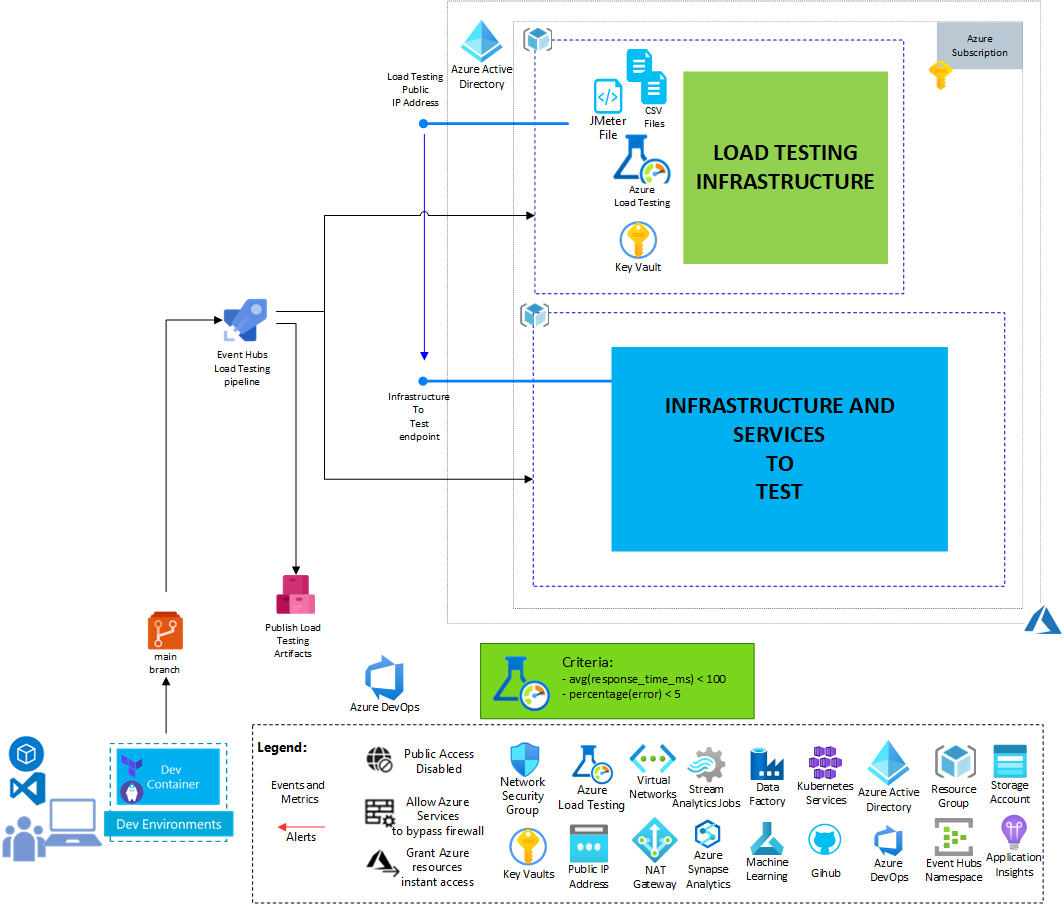 Azure
Subscription
Azure Active
Directory
Load Testing
Public
IP Address
CSV
Files
JMeter
File
Azure
Load Testing
Key Vault
LOAD TESTING
INFRASTRUCTURE
Event Hubs
Load Testing
pipeline
Infrastructure
To
Test
endpoint
INFRASTRUCTURE AND
SERVICES
TO
TEST
Publish Load
Testing
Artifacts
main
branch
Azure DevOps
Criteria:
- avg(response_time_ms) < 100
- percentage(error) < 5
Dev
Container
Dev Environments
Legend:
Events and
Metrics
Alerts
Public Access
Disabled
Allow Azure
Services
to bypass firewall
Grant Azure
resources
instant access
Network
Security
Group
Azure
Load Testing
Virtual
Networks
Stream
AnalyticsJobs
Data
Factory
Kubernetes
Services
Azure Active
Directory
Resource
Group
Storage
Account
Key Vaults
Public IP
Address
NAT
Gateway
Azure
Synapse
Analytics
Machine
Learning
Gihub
Azure
DevOps
Event Hubs
Namespace
Application
Insights